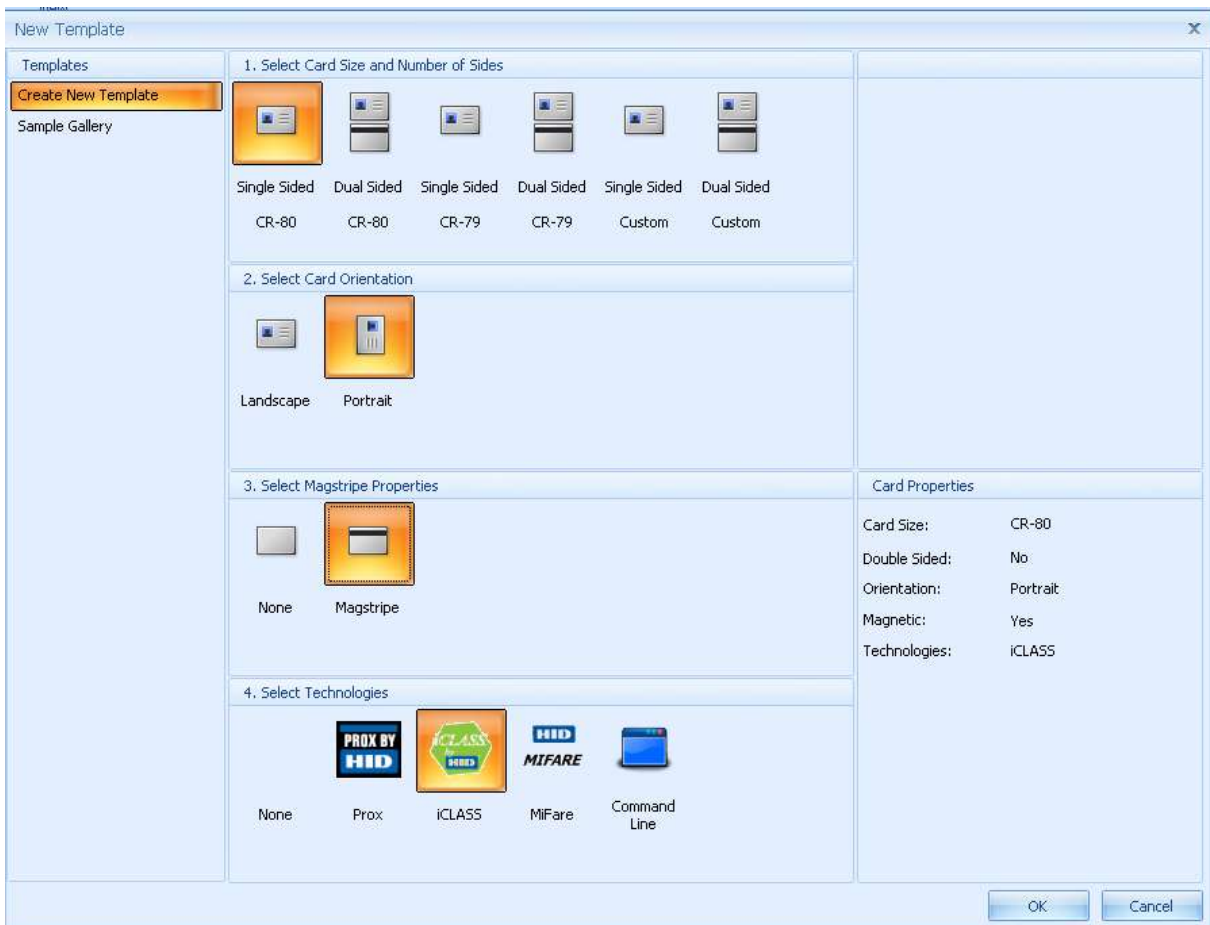 New Template
Templates
Create New Template
Sample Gallery
1. Select Card Size and Number of Sides
Single Sided Dual Sided Single Sided Dual Sided Single Sided Dual Sided
CR-80 CR-80 CR-79 CR-79 Custom Custom
2. Select Card Orientation
Landscape Portrait
3. Select Magstripe Properties
None Magstripe
4. Select Technologies
PROX BY
HID
iCLASS
by
HID
HID
MIFARE
None Prox iCLASS MiFare Command
Line
Card Properties
Card Size: CR-80
Double Sided: No
Orientation: Portrait
Magnetic: Yes
Technologies: iCLASS
OK Cancel